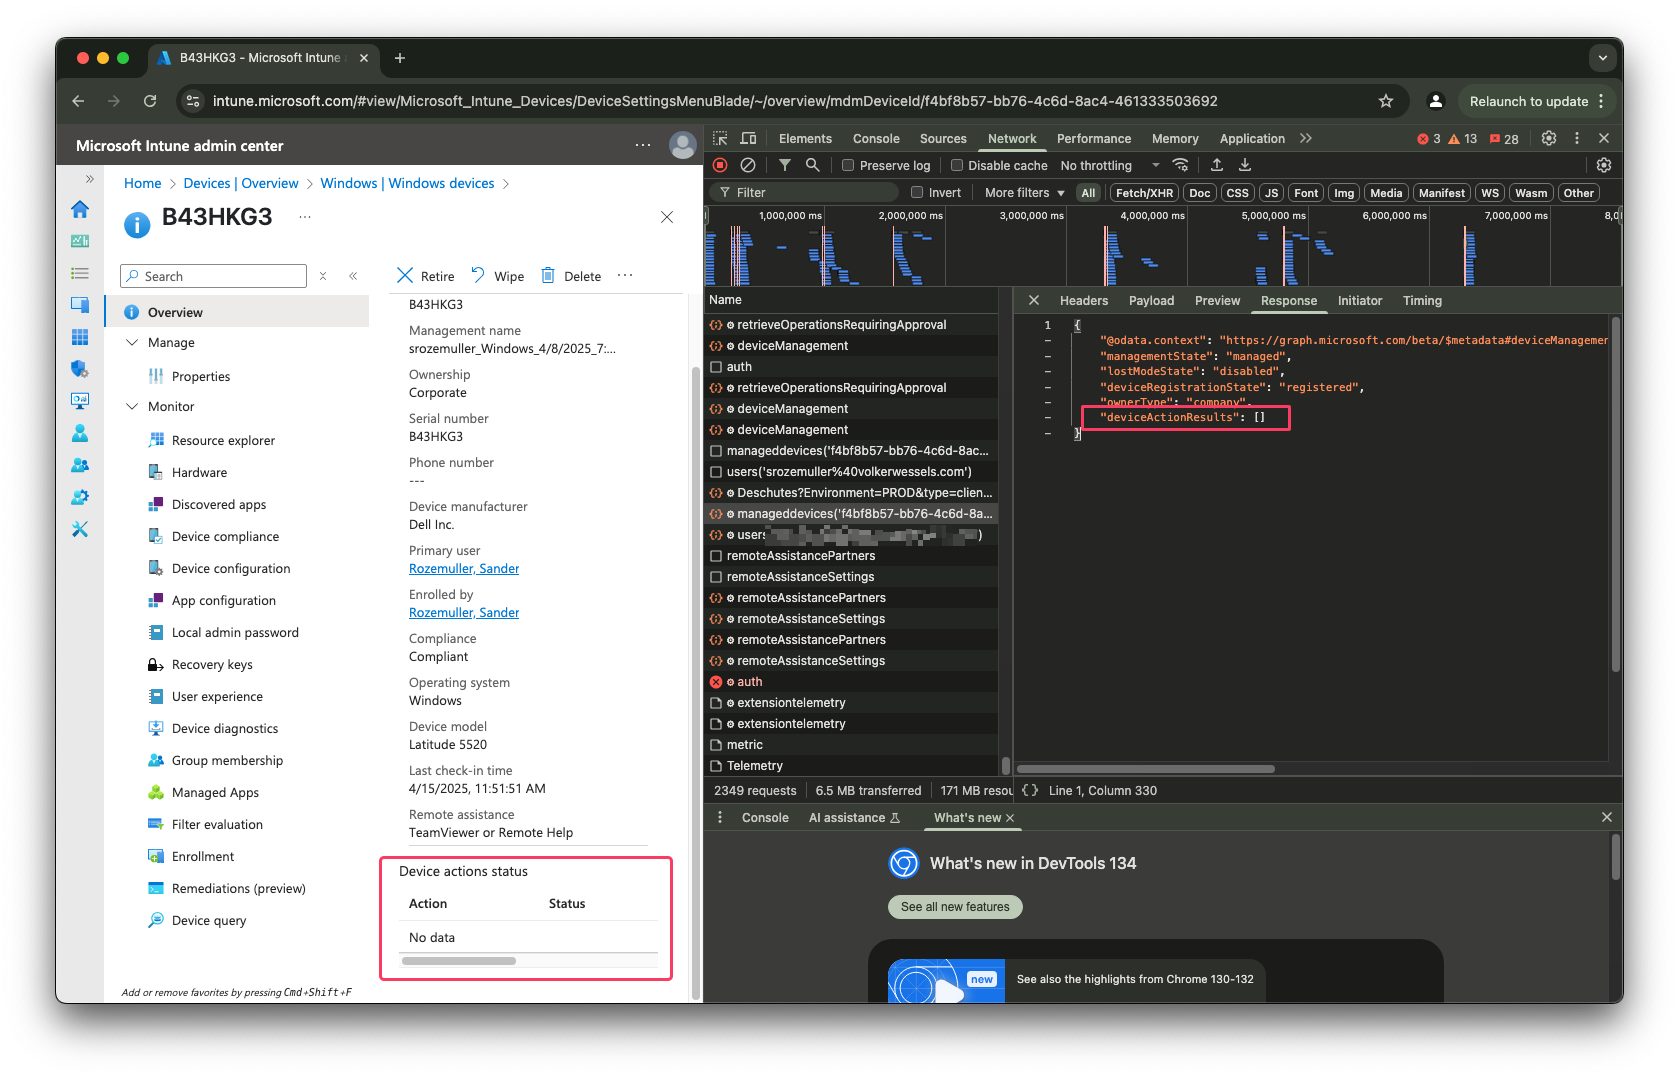 B43HKG3 - Microsoft Intune
intune.microsoft.com/#view/Microsoft_Intune_Devices/DeviceSettingsMenuBlade/~/overview/mdmDeviceId/f4bf8b57-bb76-4c6d-8ac4-461333503692
Relaunch to update
Microsoft Intune admin center
Home > Devices | Overview > Windows | Windows devices >
B43HKG3
Search
Overview
Manage
Properties
Monitor
Resource explorer
Hardware
Discovered apps
Device compliance
Device configuration
App configuration
Local admin password
Recovery keys
User experience
Device diagnostics
Group membership
Managed Apps
Filter evaluation
Enrollment
Remediations (preview)
Device query
Add or remove favorites by pressing Cmd+Shift+F
Retire Wipe Delete
B43HKG3
Management name
srozemuller_Windows_4/8/2025_7:...
Ownership
Corporate
Serial number
B43HKG3
Phone number
---
Device manufacturer
Dell Inc.
Primary user
Rozemuller, Sander
Enrolled by
Rozemuller, Sander
Compliance
Compliant
Operating system
Windows
Device model
Latitude 5520
Last check-in time
4/15/2025, 11:51:51 AM
Remote assistance
TeamViewer or Remote Help
Device actions status
Action Status
No data
Elements Console Sources Network Performance Memory Application 3 13 28
Preserve log Disable cache No throttling
Filter Invert More filters All Fetch/XHR Doc CSS JS Font Img Media Manifest WS Wasm Other
1,000,000 ms 2,000,000 ms 3,000,000 ms 4,000,000 ms 5,000,000 ms 6,000,000 ms 7,000,000 ms 8,0
Name
retrieveOperationsRequiringApproval
deviceManagement
auth
retrieveOperationsRequiringApproval
deviceManagement
deviceManagement
manageddevices('f4bf8b57-bb76-4c6d-8ac...
users('srozemuller%40volkerwessels.com')
Deschutes?Environment=PROD&type=clien...
manageddevices('f4bf8b57-bb76-4c6d-8a...
users )
remoteAssistancePartners
remoteAssistanceSettings
remoteAssistancePartners
remoteAssistanceSettings
remoteAssistancePartners
remoteAssistanceSettings
auth
extensiontelemetry
extensiontelemetry
metric
Telemetry
2349 requests 6.5 MB transferred 171 MB resou
Headers Payload Preview Response Initiator Timing
1 {
- "@odata.context": "https://graph.microsoft.com/beta/$metadata#deviceManagemen
- "managementState": "managed",
- "lostModeState": "disabled",
- "deviceRegistrationState": "registered",
- "ownerType": "company",
- "deviceActionResults": []
- }
{ } Line 1, Column 330
Console AI assistance What's new
What's new in DevTools 134
See all new features
new
See also the highlights from Chrome 130-132